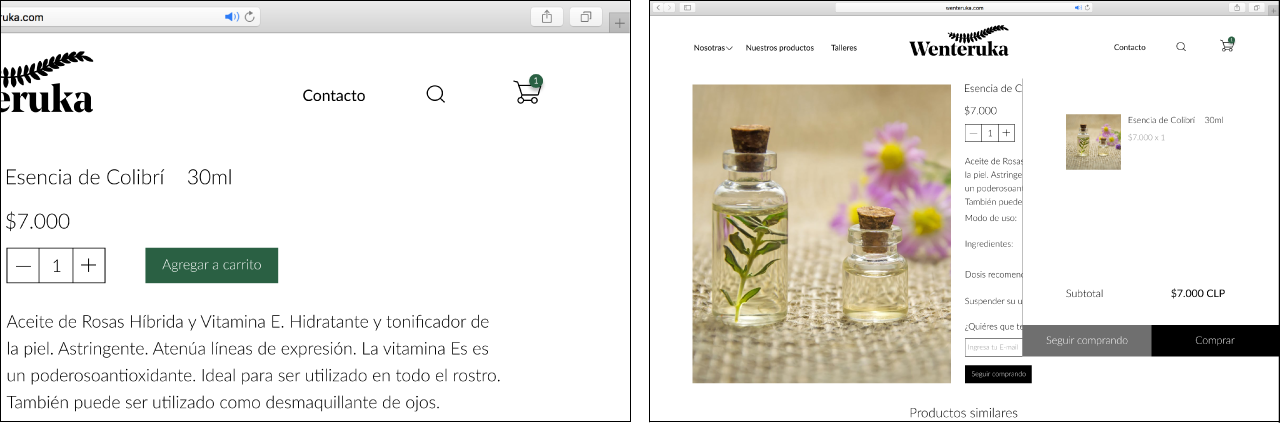 ruka.com
eruka
Contacto
1
Esencia de Colibrí 30ml
$7.000
— 1 +
Agregar a carrito
Aceite de Rosas Híbrida y Vitamina E. Hidratante y tonificador de
la piel. Astringente. Atenúa líneas de expresión. La vitamina Es es
un poderosoantioxidante. Ideal para ser utlizado en todo el rostro.
También puede ser utilizado como desmaquillante de ojos.
wenteruka.com
Nosotras
Nuestros productos
Talleres
Wenteruka
Contacto
1
Esencia de C
$7.000
— 1 +
Aceite de Rosas
la piel. Astringe
un poderosoant
También puede
Modo de uso:
Ingredientes:
Dosis recomend
Suspender su u
¿Quiéres que te
Ingresa tu E-mail
Seguir comprando
Esencia de Colibrí 30ml
$7.000 x 1
Subtotal
$7.000 CLP
Seguir comprando
Comprar
Productos similares